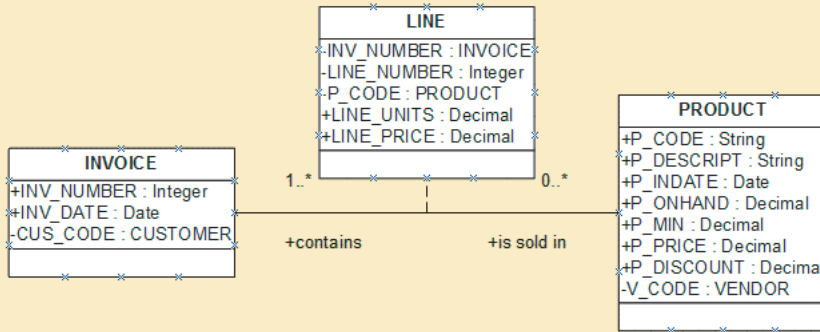 LINE
-INV_NUMBER : INVOICE
-LINE_NUMBER : Integer
-P_CODE : PRODUCT
+LINE_UNITS : Decimal
+LINE_PRICE : Decimal
PRODUCT
+P_CODE : String
+P_DESCRIPT : String
+P_INDATE : Date
+P_ONHAND : Decimal
+P_MIN : Decimal
+P_PRICE : Decimal
+P_DISCOUNT : Decima
-V_CODE : VENDOR
INVOICE
+INV_NUMBER : Integer
+INV_DATE : Date
-CUS_CODE : CUSTOMER
1..*
0..*
+contains
+is sold in